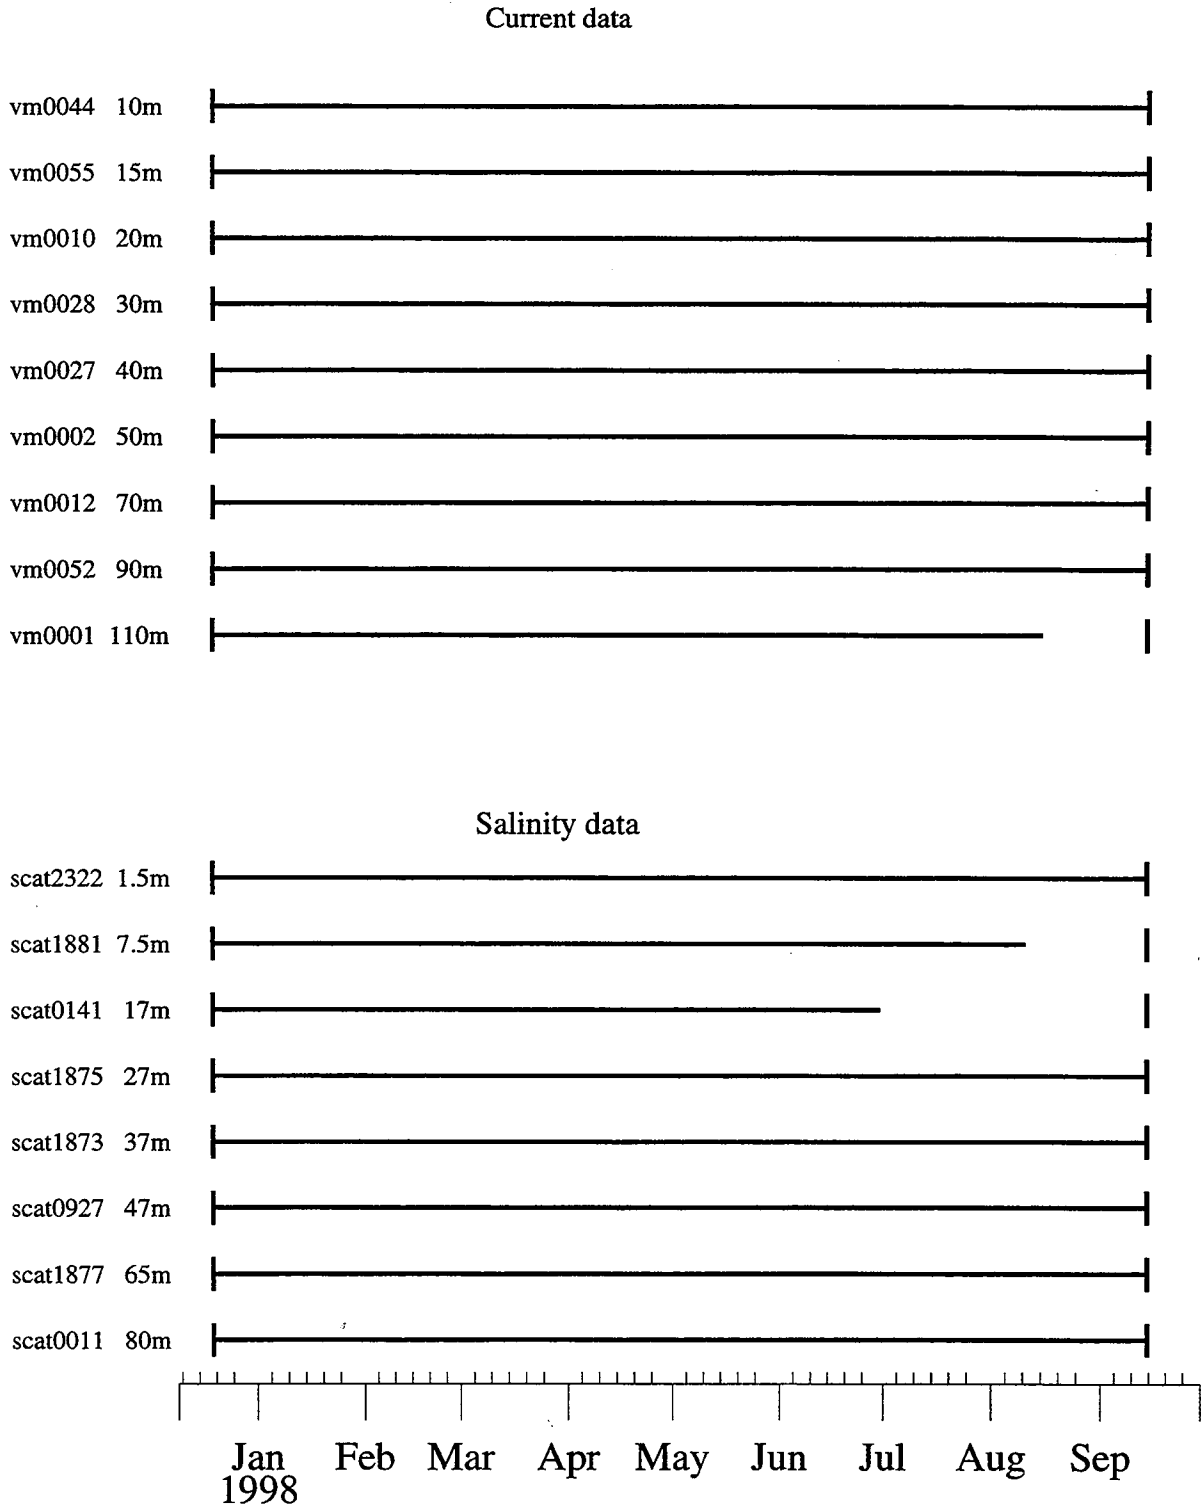 Current data
vm0044 10m
vm0055 15m
vm0010 20m
vm0028 30m
vm0027 40m
vm0002 50m
vm0012 70m
vm0052 90m
vm0001 110m
Salinity data
scat2322 1.5m
scat1881 7.5m
scat0141 17m
scat1875 27m
scat1873 37m
scat0927 47m
scat1877 65m
scat0011 80m
Jan Feb Mar Apr May Jun Jul Aug Sep
1998